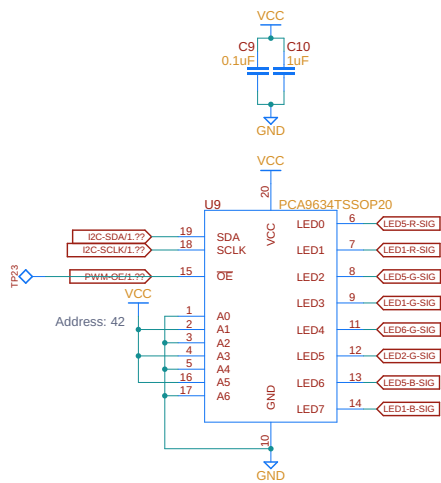 VCC
C9 C10
0.1uF 1uF
GND
VCC
20
U9 PCA9634TSSOP20
I2C-SDA/1.?? 19 SDA VCC LED0 6 LED5-R-SIG
I2C-SCLK/1.?? 18 SCLK LED1 7 LED1-R-SIG
TP23 PWM-OE/1.?? 15 OE LED2 8 LED5-G-SIG
VCC LED3 9 LED1-G-SIG
1 A0
Address: 42 2 A1 LED4 11 LED6-G-SIG
3 A2
4 A3 LED5 12 LED2-G-SIG
5 A4
16 A5 GND LED6 13 LED5-B-SIG
17 A6
LED7 14 LED1-B-SIG
10
GND